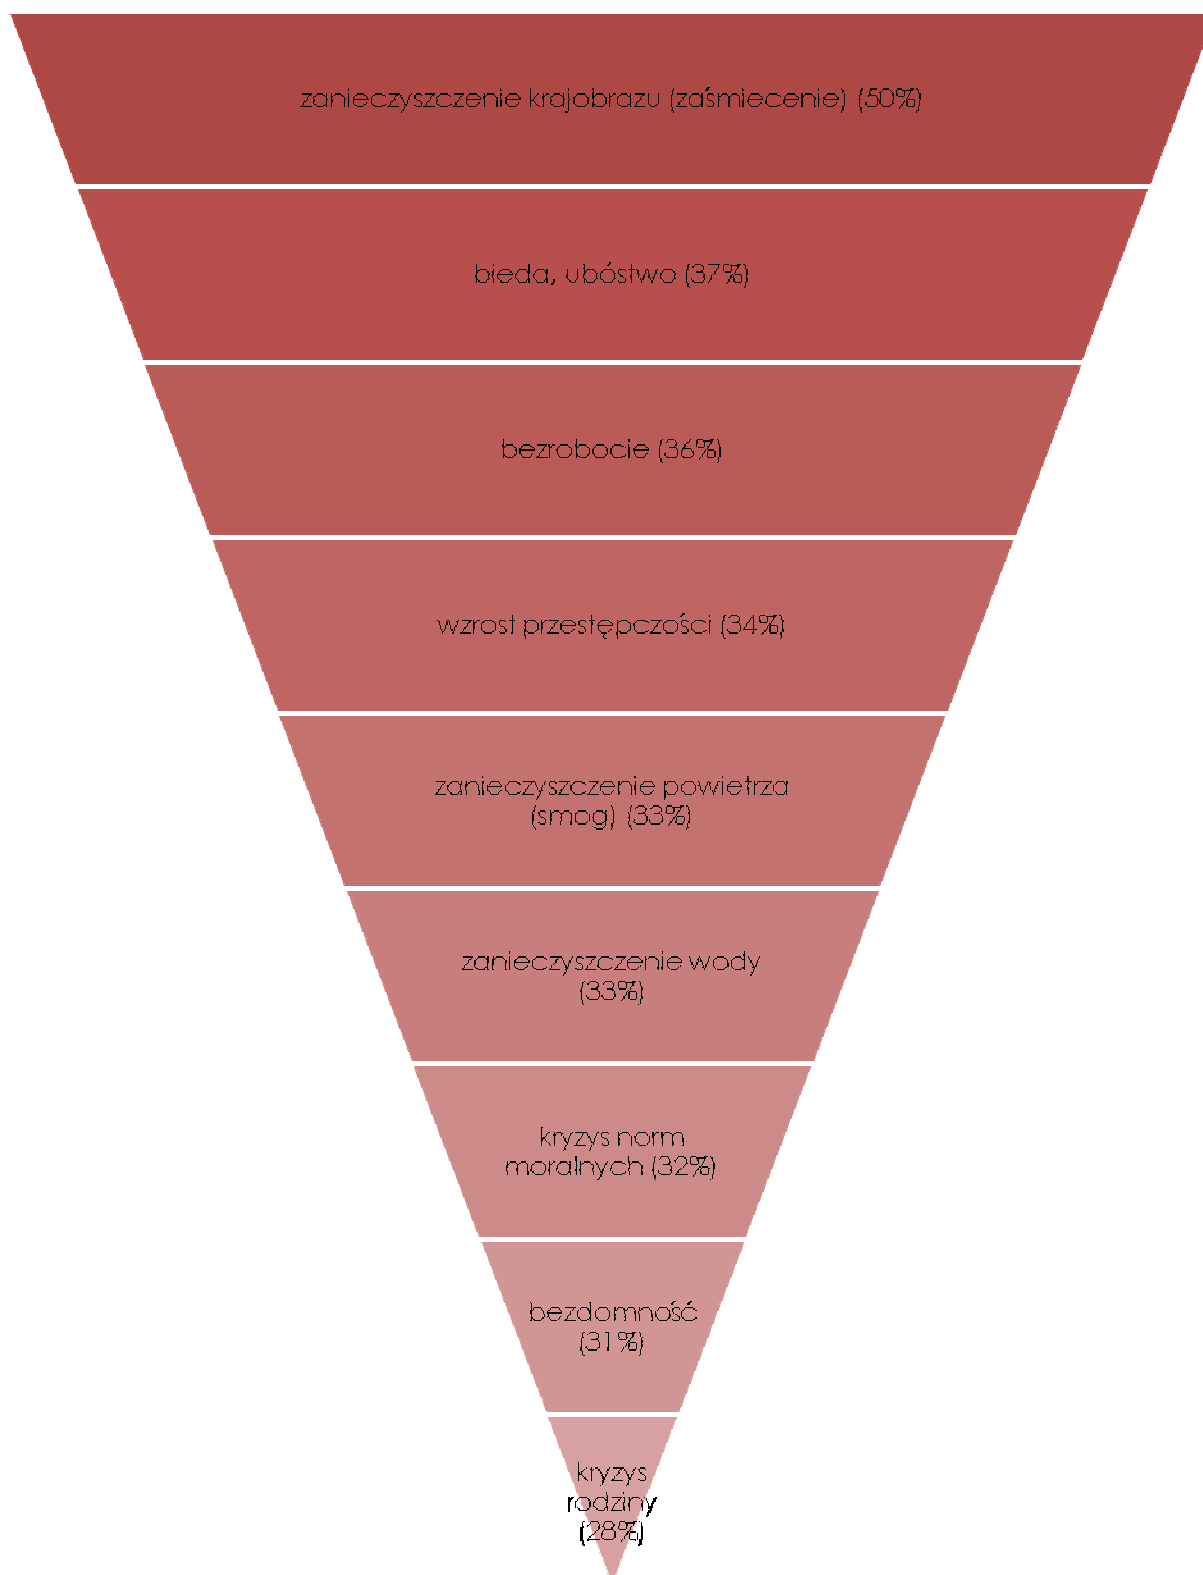 zanieczyszczenie krajobrazu (zaśmiecenie) (50%)
bieda, ubóstwo (37%)
bezrobocie (36%)
wzrost przestępczości (34%)
zanieczyszczenie powietrza
(smog) (33%)
zanieczyszczenie wody
(33%)
kryzys norm
moralnych (32%)
bezdomność
(31%)
kryzys
rodziny
(28%)